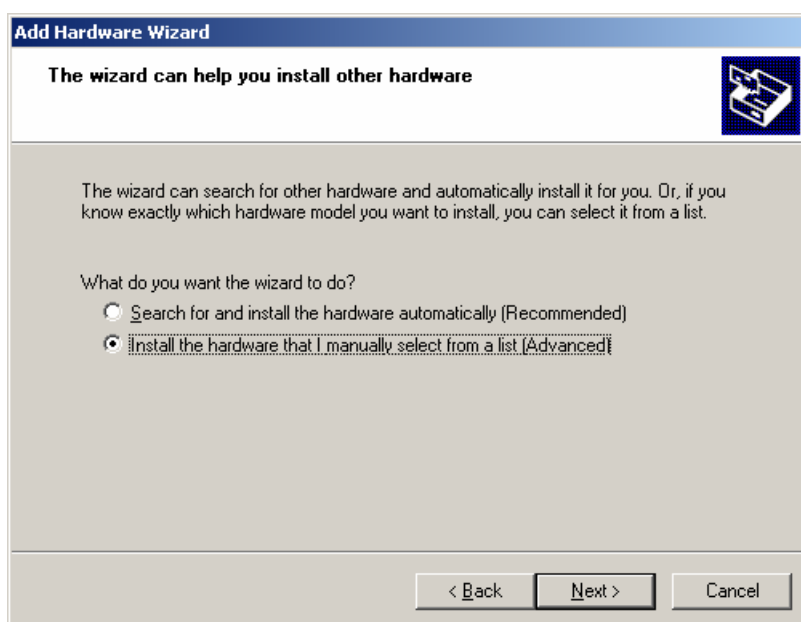 Add Hardware Wizard
The wizard can help you install other hardware
The wizard can search for other hardware and automatically install it for you. Or, if you
know exactly which hardware model you want to install, you can select it from a list.
What do you want the wizard to do?
Search for and install the hardware automatically (Recommended)
Install the hardware that I manually select from a list (Advanced)
< Back Next > Cancel